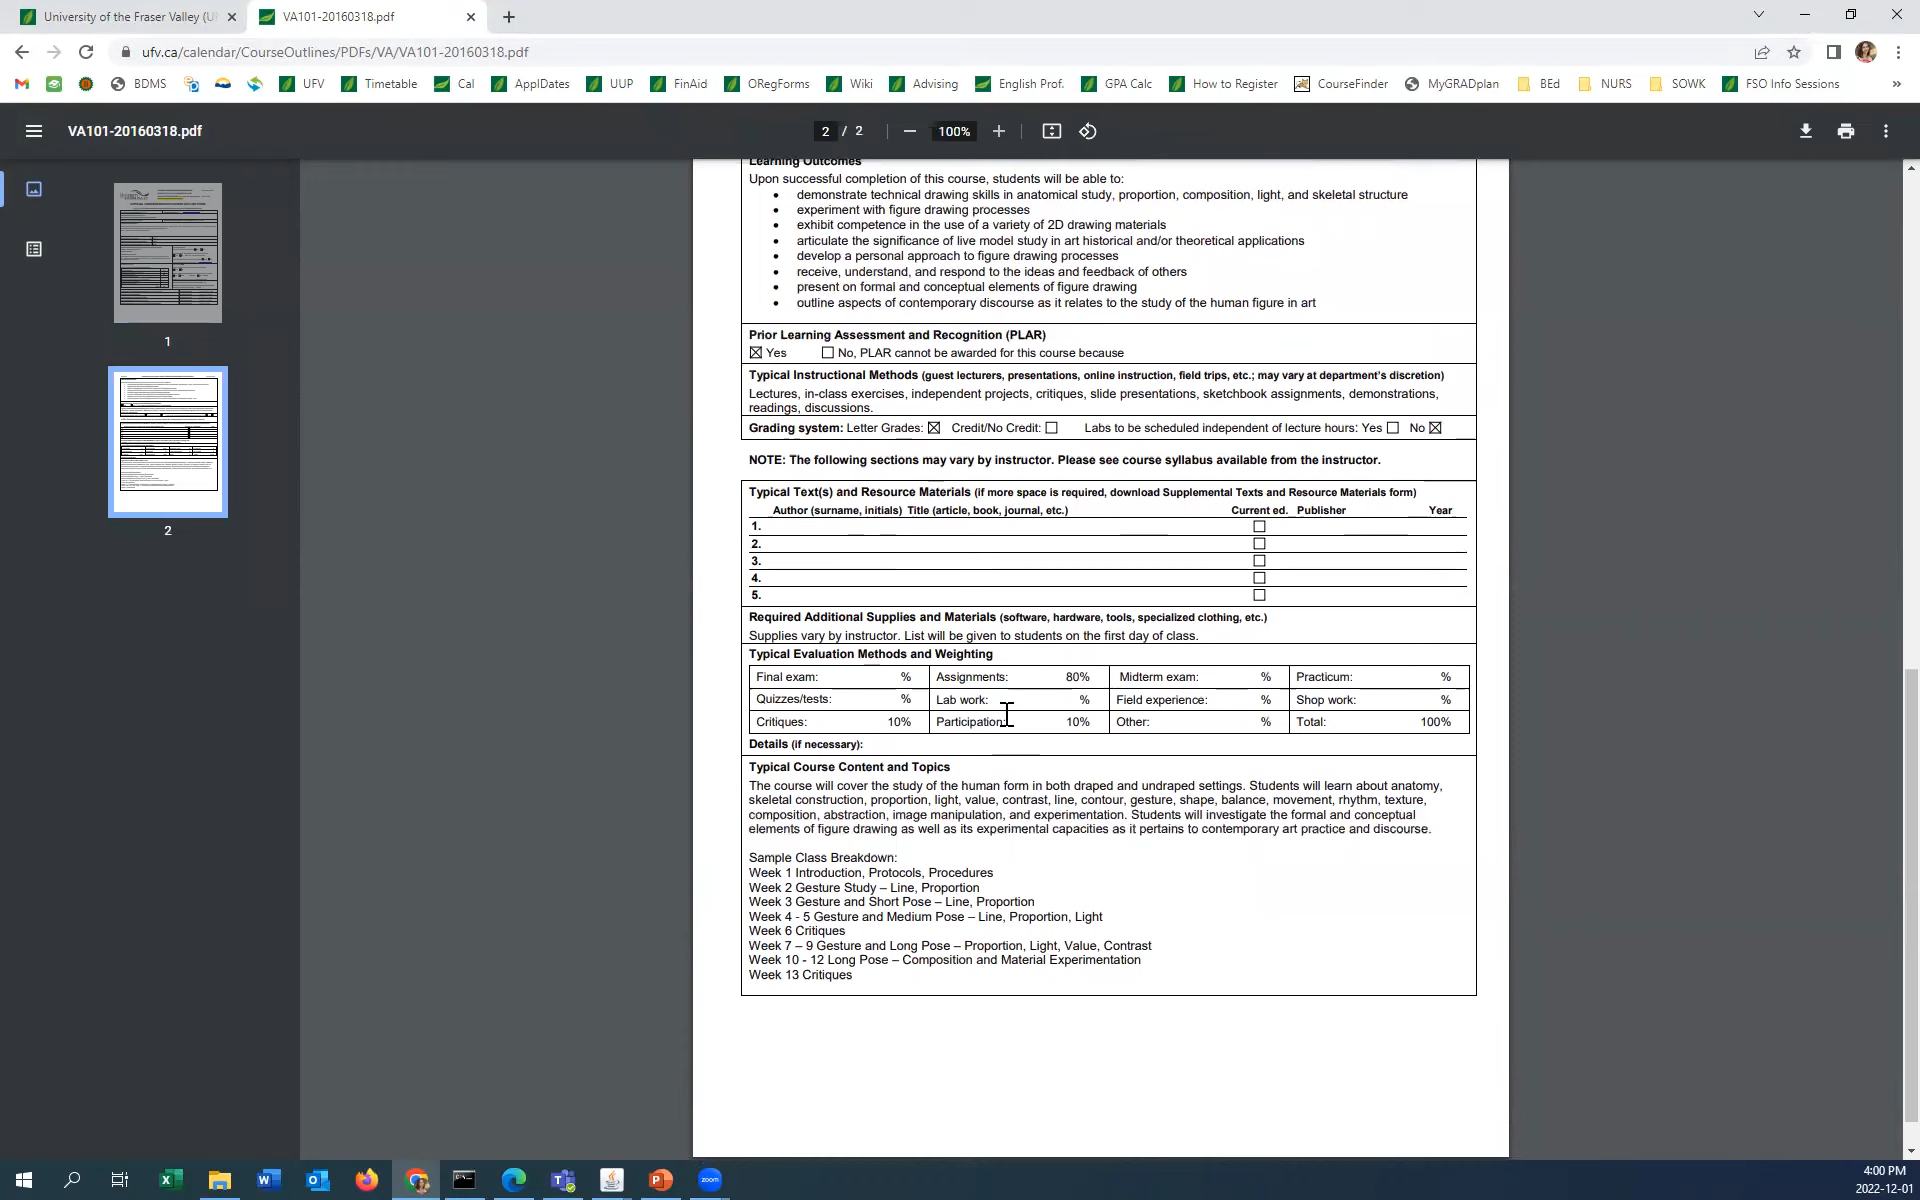 University of the Fraser Valley (U
VA101-20160318.pdf
ufv.ca/calendar/CourseOutlines/PDFs/VA/VA101-20160318.pdf
BDMS UFV Timetable Cal ApplDates UUP FinAid ORegForms Wiki Advising English Prof. GPA Calc How to Register CourseFinder MyGRADplan BEd NURS SOWK FSO Info Sessions »
VA101-20160318.pdf 2 / 2 100%
1
2
Learning Outcomes
Upon successful completion of this course, students will be able to:
• demonstrate technical drawing skills in anatomical study, proportion, composition, light, and skeletal structure
• experiment with figure drawing processes
• exhibit competence in the use of a variety of 2D drawing materials
• articulate the significance of live model study in art historical and/or theoretical applications
• develop a personal approach to figure drawing processes
• receive, understand, and respond to the ideas and feedback of others
• present on formal and conceptual elements of figure drawing
• outline aspects of contemporary discourse as it relates to the study of the human figure in art
Prior Learning Assessment and Recognition (PLAR)
☒ Yes ☐ No, PLAR cannot be awarded for this course because
Typical Instructional Methods (guest lecturers, presentations, online instruction, field trips, etc.; may vary at department's discretion)
Lectures, in-class exercises, independent projects, critiques, slide presentations, sketchbook assignments, demonstrations,
readings, discussions.
Grading system: Letter Grades: ☒ Credit/No Credit: ☐ Labs to be scheduled independent of lecture hours: Yes ☐ No ☒
NOTE: The following sections may vary by instructor. Please see course syllabus available from the instructor.
Typical Text(s) and Resource Materials (if more space is required, download Supplemental Texts and Resource Materials form)
Author (surname, initials) Title (article, book, journal, etc.) Current ed. Publisher Year
1. ☐
2. ☐
3. ☐
4. ☐
5. ☐
Required Additional Supplies and Materials (software, hardware, tools, specialized clothing, etc.)
Supplies vary by instructor. List will be given to students on the first day of class.
Typical Evaluation Methods and Weighting
Final exam: % Assignments: 80% Midterm exam: % Practicum: %
Quizzes/tests: % Lab work: % Field experience: % Shop work: %
Critiques: 10% Participation: 10% Other: % Total: 100%
Details (if necessary):
Typical Course Content and Topics
The course will cover the study of the human form in both draped and undraped settings. Students will learn about anatomy,
skeletal construction, proportion, light, value, contrast, line, contour, gesture, shape, balance, movement, rhythm, texture,
composition, abstraction, image manipulation, and experimentation. Students will investigate the formal and conceptual
elements of figure drawing as well as its experimental capacities as it pertains to contemporary art practice and discourse.
Sample Class Breakdown:
Week 1 Introduction, Protocols, Procedures
Week 2 Gesture Study – Line, Proportion
Week 3 Gesture and Short Pose – Line, Proportion
Week 4 - 5 Gesture and Medium Pose – Line, Proportion, Light
Week 6 Critiques
Week 7 – 9 Gesture and Long Pose – Proportion, Light, Value, Contrast
Week 10 - 12 Long Pose – Composition and Material Experimentation
Week 13 Critiques
zoom
4:00 PM
2022-12-01